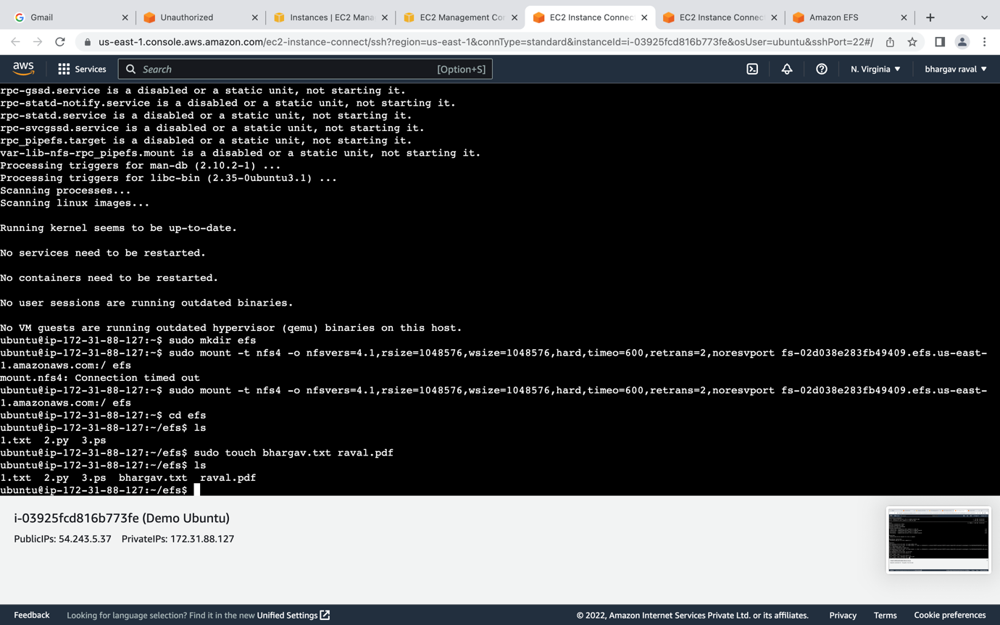 Gmail
Unauthorized
Instances | EC2 Mana
EC2 Management Co
EC2 Instance Connec
EC2 Instance Connec
Amazon EFS
us-east-1.console.aws.amazon.com/ec2-instance-connect/ssh?region=us-east-1&connType=standard&instanceId=i-03925fcd816b773fe&osUser=ubuntu&sshPort=22#/
aws
Services
Search
[Option+S]
N. Virginia
bhargav raval
rpc-gssd.service is a disabled or a static unit, not starting it.
rpc-statd-notify.service is a disabled or a static unit, not starting it.
rpc-statd.service is a disabled or a static unit, not starting it.
rpc-svcgssd.service is a disabled or a static unit, not starting it.
rpc_pipefs.target is a disabled or a static unit, not starting it.
var-lib-nfs-rpc_pipefs.mount is a disabled or a static unit, not starting it.
Processing triggers for man-db (2.10.2-1) ...
Processing triggers for libc-bin (2.35-0ubuntu3.1) ...
Scanning processes...
Scanning linux images...
Running kernel seems to be up-to-date.
No services need to be restarted.
No containers need to be restarted.
No user sessions are running outdated binaries.
No VM guests are running outdated hypervisor (qemu) binaries on this host.
ubuntu@ip-172-31-88-127:~$ sudo mkdir efs
ubuntu@ip-172-31-88-127:~$ sudo mount -t nfs4 -o nfsvers=4.1,rsize=1048576,wsize=1048576,hard,timeo=600,retrans=2,noresvport fs-02d038e283fb49409.efs.us-east-
1.amazonaws.com:/ efs
mount.nfs4: Connection timed out
ubuntu@ip-172-31-88-127:~$ sudo mount -t nfs4 -o nfsvers=4.1,rsize=1048576,wsize=1048576,hard,timeo=600,retrans=2,noresvport fs-02d038e283fb49409.efs.us-east-
1.amazonaws.com:/ efs
ubuntu@ip-172-31-88-127:~$ cd efs
ubuntu@ip-172-31-88-127:~/efs$ ls
1.txt  2.py  3.ps
ubuntu@ip-172-31-88-127:~/efs$ sudo touch bhargav.txt raval.pdf
ubuntu@ip-172-31-88-127:~/efs$ ls
1.txt  2.py  3.ps  bhargav.txt  raval.pdf
ubuntu@ip-172-31-88-127:~/efs$
i-03925fcd816b773fe (Demo Ubuntu)
PublicIPs: 54.243.5.37   PrivateIPs: 172.31.88.127
Feedback
Looking for language selection? Find it in the new Unified Settings
© 2022, Amazon Internet Services Private Ltd. or its affiliates.
Privacy
Terms
Cookie preferences